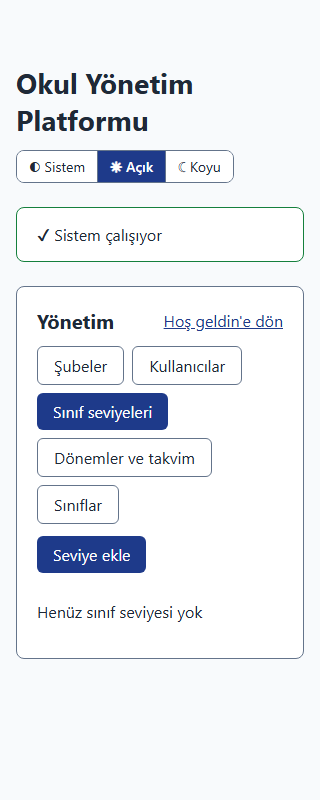 Okul Yönetim
Platformu
◐ Sistem ❋ Açık ☾ Koyu
✓ Sistem çalışıyor
Yönetim Hoş geldin'e dön
Şubeler Kullanıcılar
Sınıf seviyeleri
Dönemler ve takvim
Sınıflar
Seviye ekle
Henüz sınıf seviyesi yok